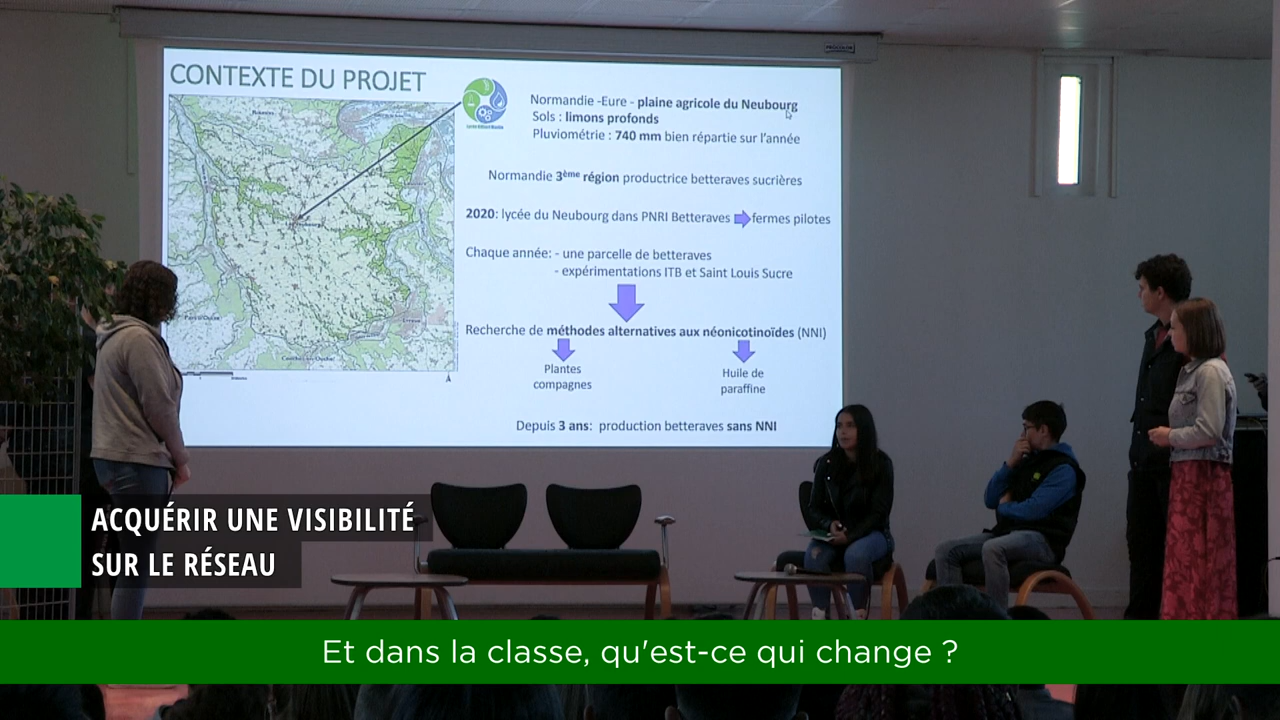 CONTEXTE DU PROJET
Normandie -Eure - plaine agricole du Neubourg
Sols : limons profonds
Pluviométrie : 740 mm bien répartie sur l'année
Normandie 3ème région productrice betteraves sucrières
2020: lycée du Neubourg dans PNRI Betteraves fermes pilotes
Chaque année: - une parcelle de betteraves
- expérimentations ITB et Saint Louis Sucre
Recherche de méthodes alternatives aux néonicotinoïdes (NNI)
Plantes
compagnes
Huile de
paraffine
Depuis 3 ans: production betteraves sans NNI
ACQUÉRIR UNE VISIBILITÉ
SUR LE RÉSEAU
Et dans la classe, qu'est-ce qui change ?